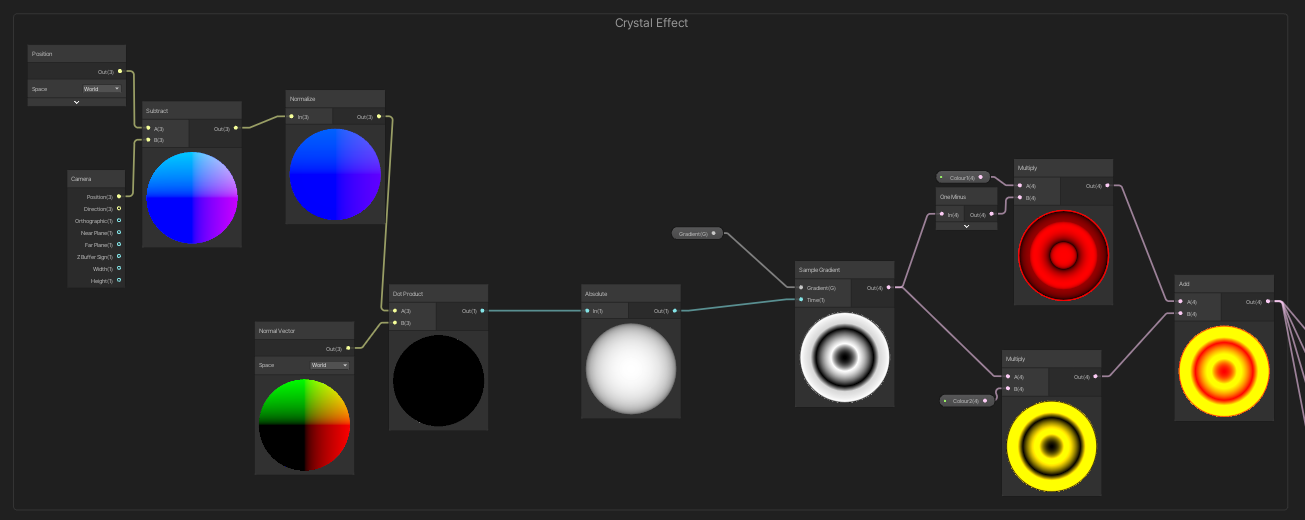 Crystal Effect
Position
Out(3)
Space
World
Subtract
A(3)
Out(3)
B(3)
Normalize
In(3)
Out(3)
Camera
Position(3)
Direction(3)
Orthographic(1)
Near Plane(1)
Far Plane(1)
Z Buffer Sign(1)
Width(1)
Height(1)
Normal Vector
Out(3)
Space
World
Dot Product
A(3)
Out(1)
B(3)
Absolute
In(1)
Out(1)
Gradient(G)
Sample Gradient
Gradient(G)
Out(4)
Time(1)
Colour1(4)
One Minus
In(4)
Out(4)
Multiply
A(4)
Out(4)
B(4)
Colour2(4)
Multiply
A(4)
Out(4)
B(4)
Add
A(4)
Out(4)
B(4)